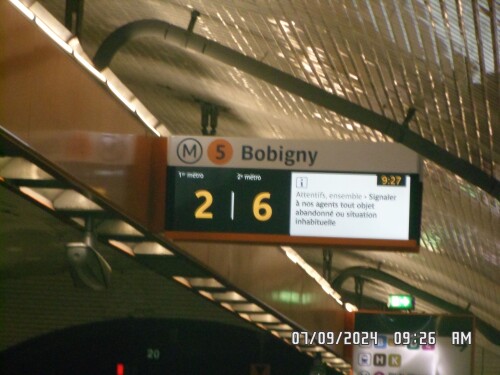 M 5 Bobigny
1er métro 2e métro
2 6
9:27
i
Attentifs, ensemble - Signaler
à nos agents tout objet
abandonné ou situation
inhabituelle
07/09/2024 09:26 AM
H K
20